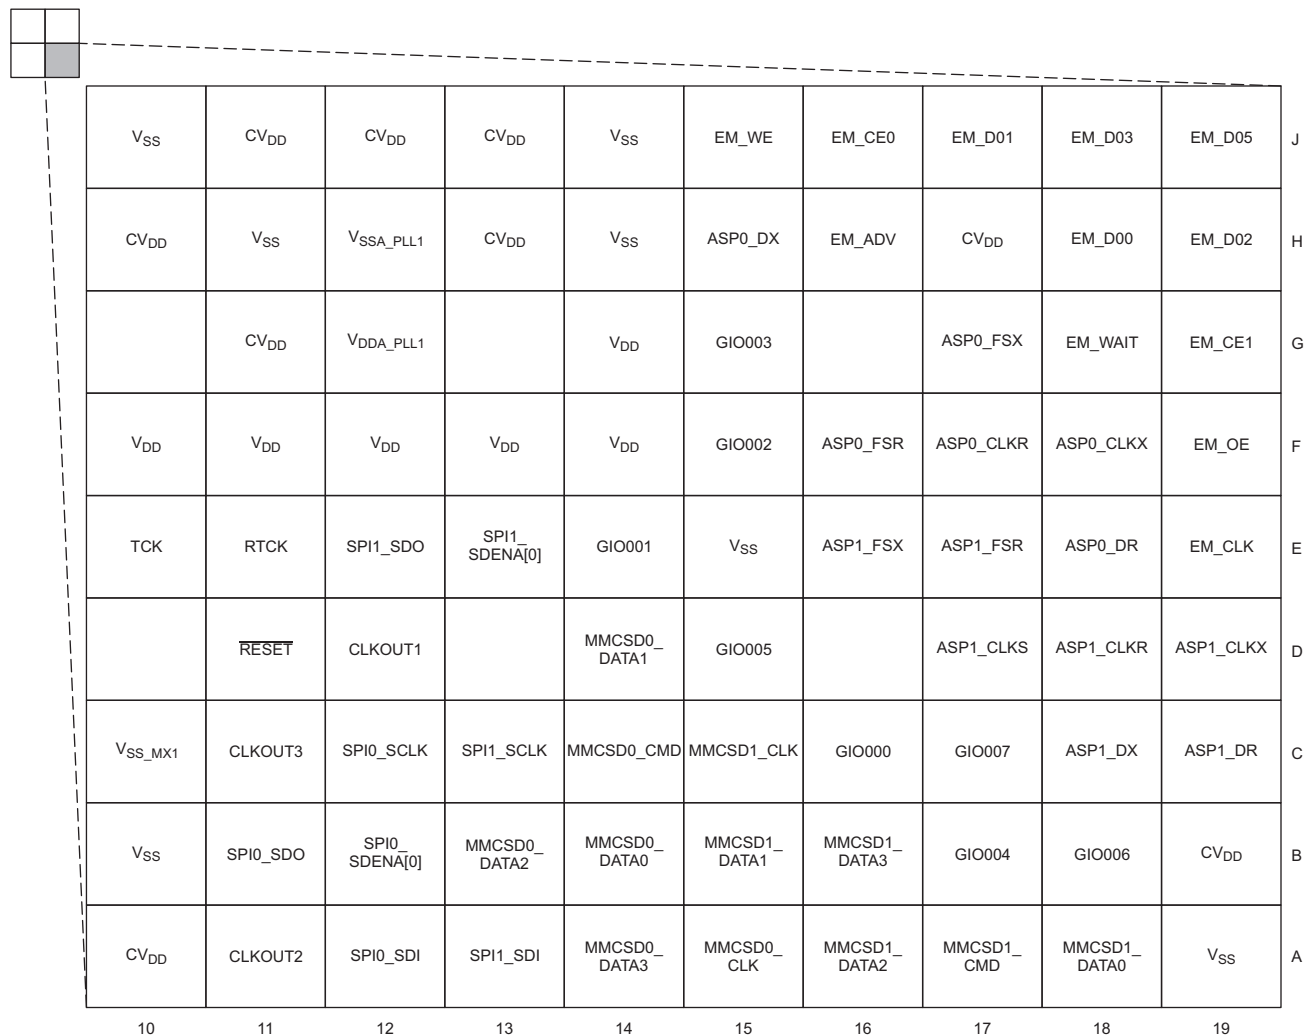 VSS CVDD CVDD CVDD VSS EM_WE EM_CE0 EM_D01 EM_D03 EM_D05 J
CVDD VSS VSSA_PLL1 CVDD VSS ASP0_DX EM_ADV CVDD EM_D00 EM_D02 H
CVDD VDDA_PLL1 VDD GIO003 ASP0_FSX EM_WAIT EM_CE1 G
VDD VDD VDD VDD VDD GIO002 ASP0_FSR ASP0_CLKR ASP0_CLKX EM_OE F
TCK RTCK SPI1_SDO SPI1_
SDENA[0] GIO001 VSS ASP1_FSX ASP1_FSR ASP0_DR EM_CLK E
RESET CLKOUT1 MMCSD0_
DATA1 GIO005 ASP1_CLKS ASP1_CLKR ASP1_CLKX D
VSS_MX1 CLKOUT3 SPI0_SCLK SPI1_SCLK MMCSD0_CMD MMCSD1_CLK GIO000 GIO007 ASP1_DX ASP1_DR C
VSS SPI0_SDO SPI0_
SDENA[0] MMCSD0_
DATA2 MMCSD0_
DATA0 MMCSD1_
DATA1 MMCSD1_
DATA3 GIO004 GIO006 CVDD B
CVDD CLKOUT2 SPI0_SDI SPI1_SDI MMCSD0_
DATA3 MMCSD0_
CLK MMCSD1_
DATA2 MMCSD1_
CMD MMCSD1_
DATA0 VSS A
10 11 12 13 14 15 16 17 18 19